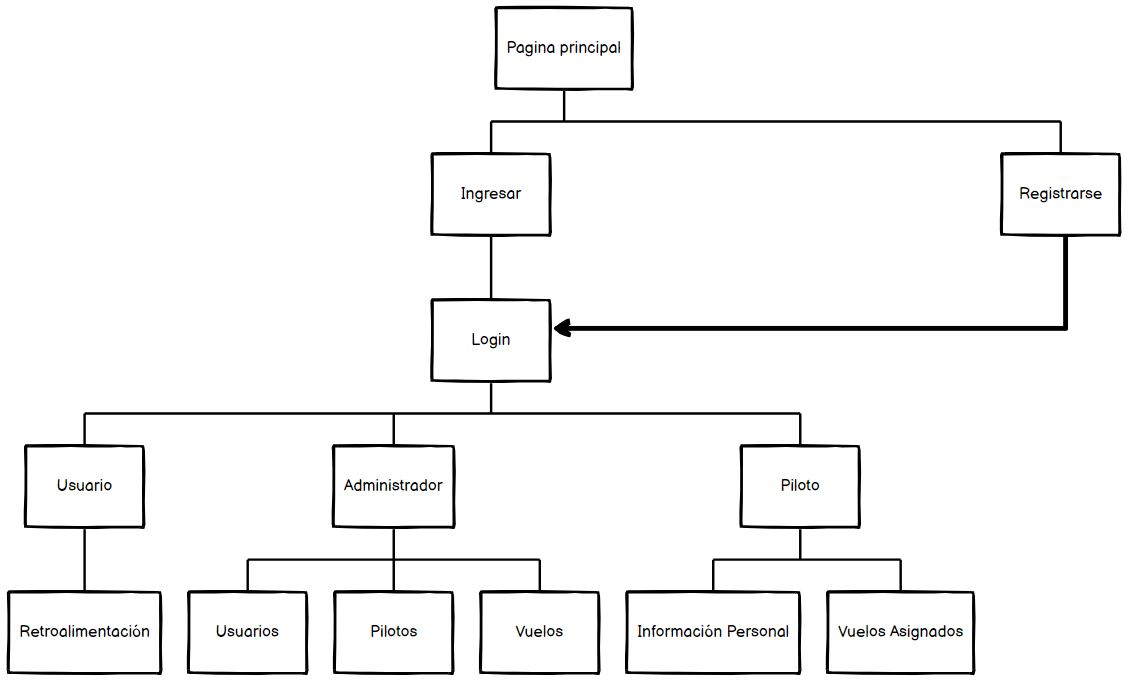 Pagina principal
Ingresar
Registrarse
Login
Usuario
Administrador
Piloto
Retroalimentación
Usuarios
Pilotos
Vuelos
Información Personal
Vuelos Asignados